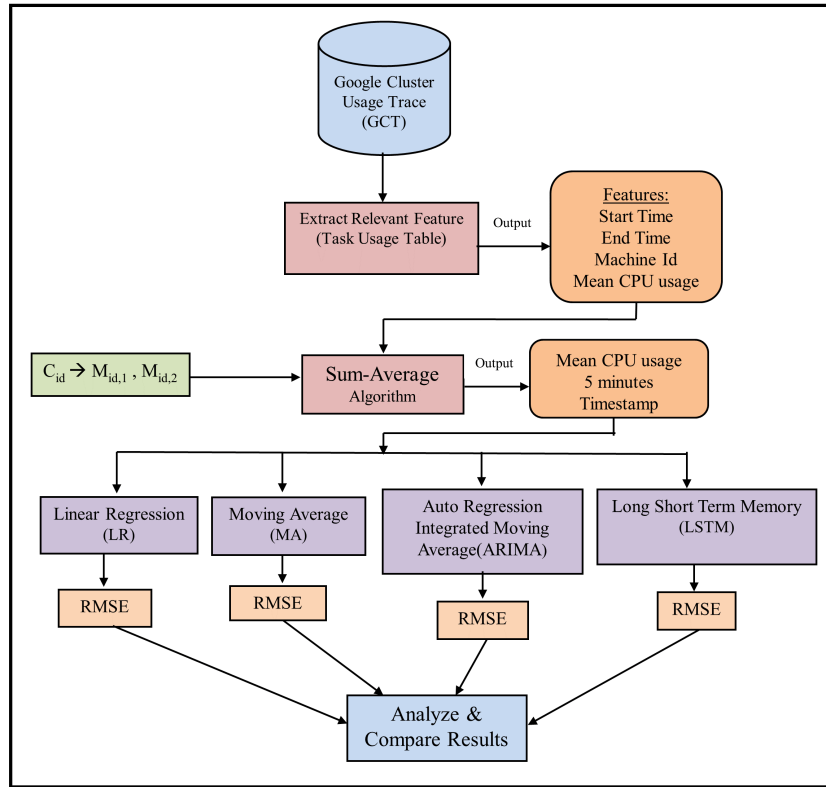 Google Cluster
Usage Trace
(GCT)
Extract Relevant Feature
(Task Usage Table)
Output
Features:
Start Time
End Time
Machine Id
Mean CPU usage
C_id → M_id,1 , M_id,2
Sum-Average
Algorithm
Output
Mean CPU usage
5 minutes
Timestamp
Linear Regression
(LR)
Moving Average
(MA)
Auto Regression
Integrated Moving
Average(ARIMA)
Long Short Term Memory
(LSTM)
RMSE
RMSE
RMSE
RMSE
Analyze &
Compare Results